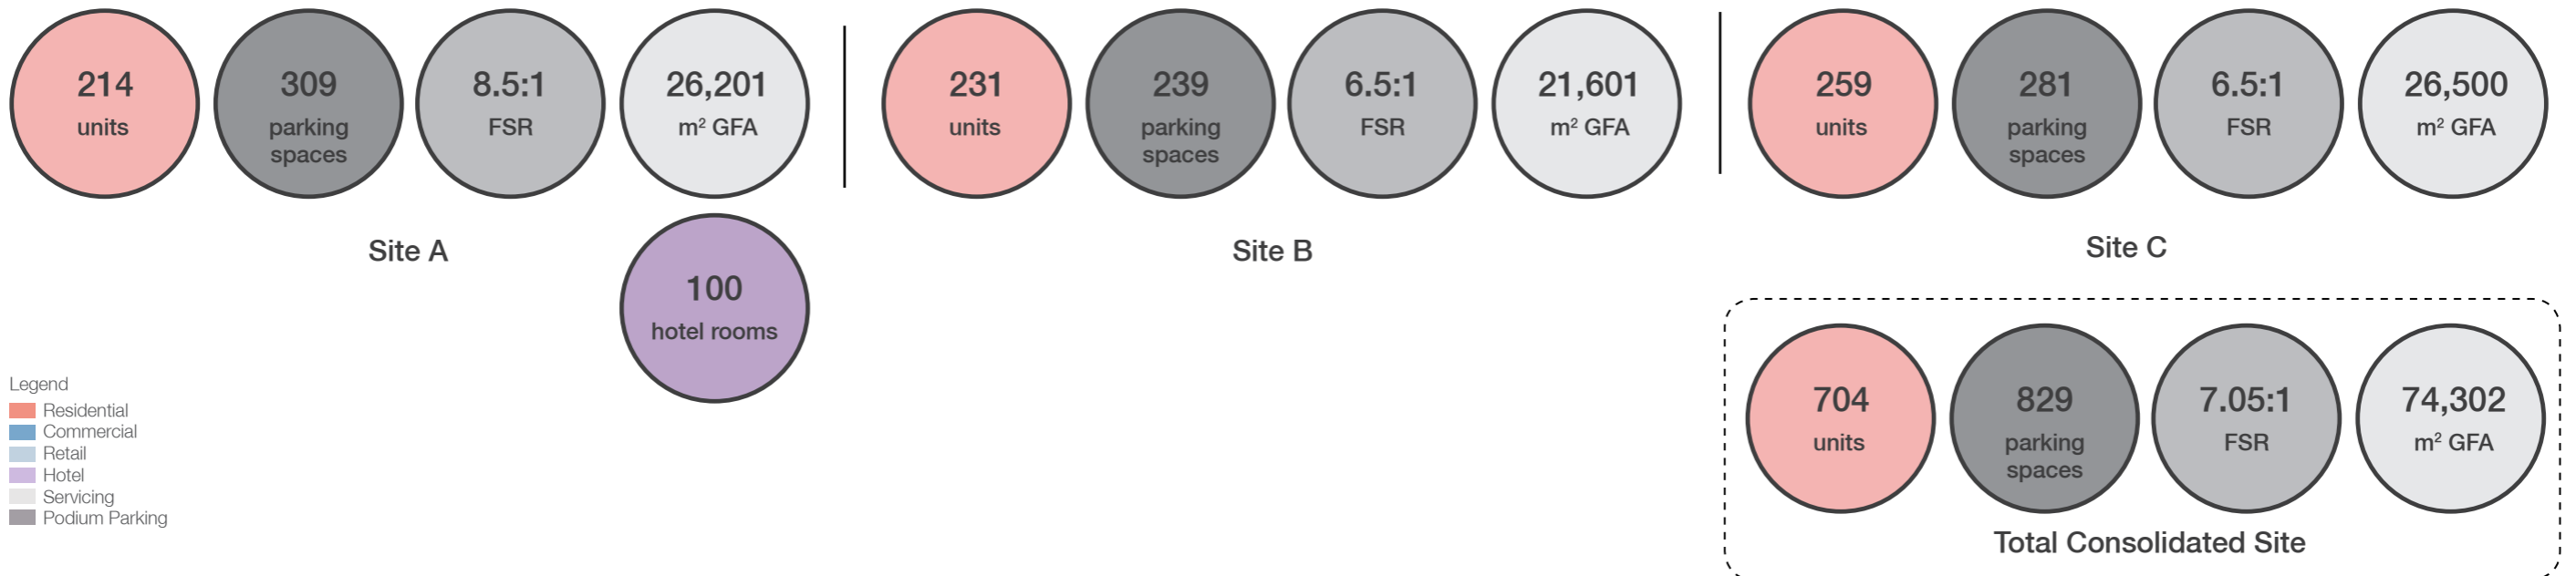 214
units
309
parking
spaces
8.5:1
FSR
26,201
m² GFA
100
hotel rooms
Site A
231
units
239
parking
spaces
6.5:1
FSR
21,601
m² GFA
Site B
259
units
281
parking
spaces
6.5:1
FSR
26,500
m² GFA
Site C
Legend
Residential
Commercial
Retail
Hotel
Servicing
Podium Parking
704
units
829
parking
spaces
7.05:1
FSR
74,302
m² GFA
Total Consolidated Site